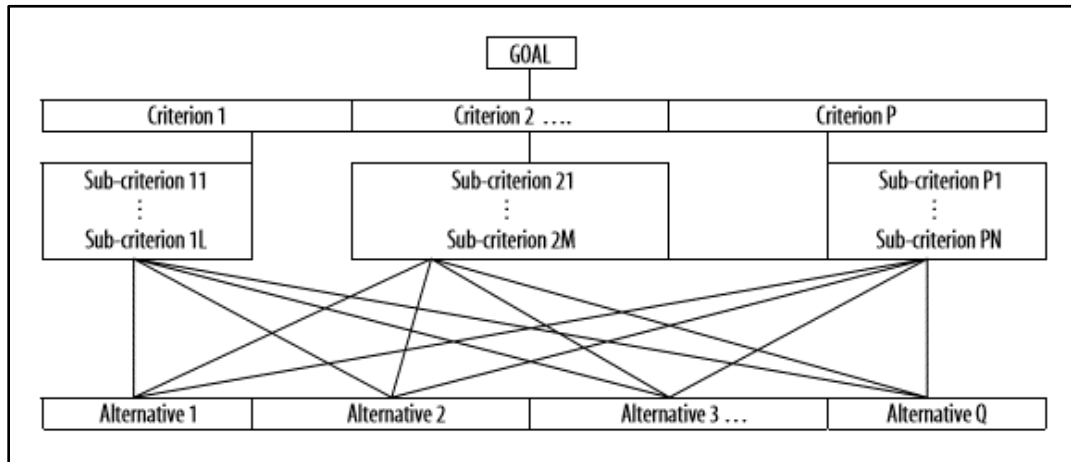 GOAL
Criterion 1 Criterion 2 …. Criterion P
Sub-criterion 11 Sub-criterion 21 Sub-criterion P1
⋮ ⋮ ⋮
Sub-criterion 1L Sub-criterion 2M Sub-criterion PN
Alternative 1 Alternative 2 Alternative 3 … Alternative Q